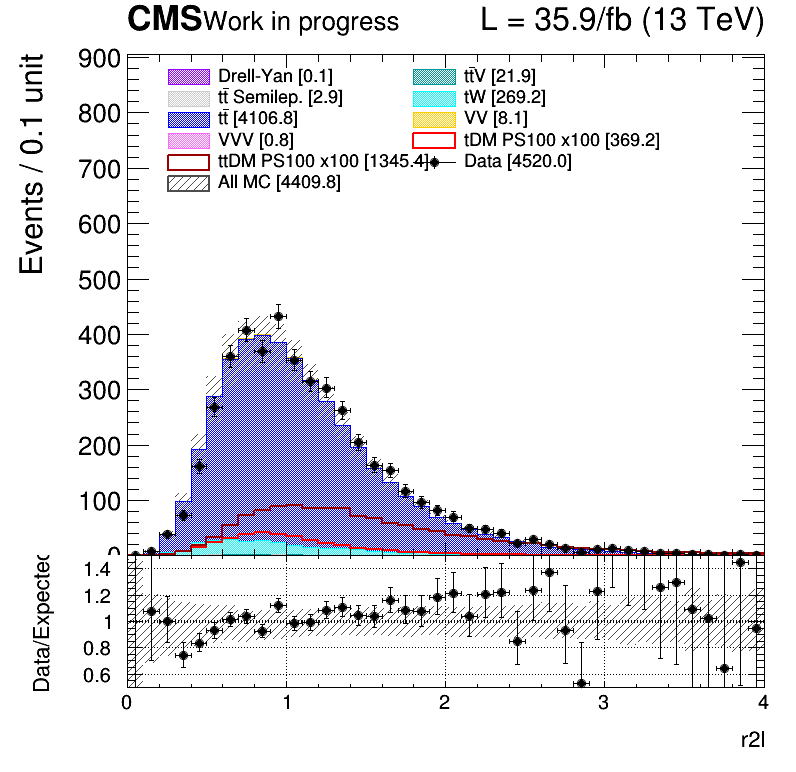 CMS Work in progress L = 35.9/fb (13 TeV)
Events / 0.1 unit
900
800
700
600
500
400
300
200
100
0
Drell-Yan [0.1]
tt̄V [21.9]
tt̄ Semilep. [2.9]
tW [269.2]
tt̄ [4106.8]
VV [8.1]
VVV [0.8]
tDM PS100 x100 [369.2]
ttDM PS100 x100 [1345.4]
Data [4520.0]
All MC [4409.8]
Data/Expected
1.4
1.2
1
0.8
0.6
0 1 2 3 4
r2l